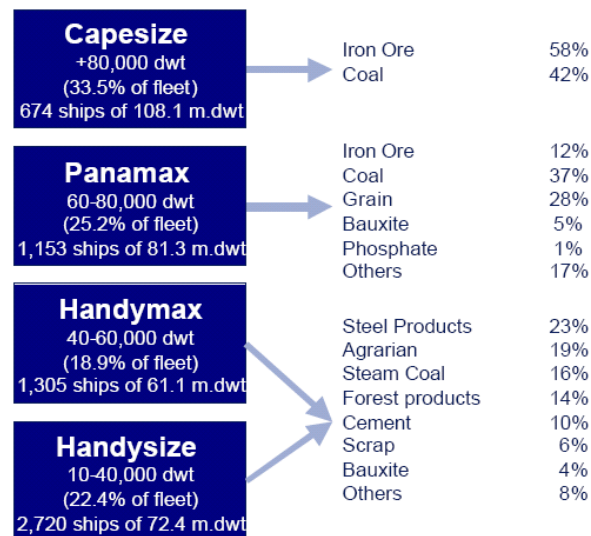 Capesize
+80,000 dwt
(33.5% of fleet)
674 ships of 108.1 m.dwt
Iron Ore 58%
Coal 42%
Panamax
60-80,000 dwt
(25.2% of fleet)
1,153 ships of 81.3 m.dwt
Iron Ore 12%
Coal 37%
Grain 28%
Bauxite 5%
Phosphate 1%
Others 17%
Handymax
40-60,000 dwt
(18.9% of fleet)
1,305 ships of 61.1 m.dwt
Handysize
10-40,000 dwt
(22.4% of fleet)
2,720 ships of 72.4 m.dwt
Steel Products 23%
Agrarian 19%
Steam Coal 16%
Forest products 14%
Cement 10%
Scrap 6%
Bauxite 4%
Others 8%